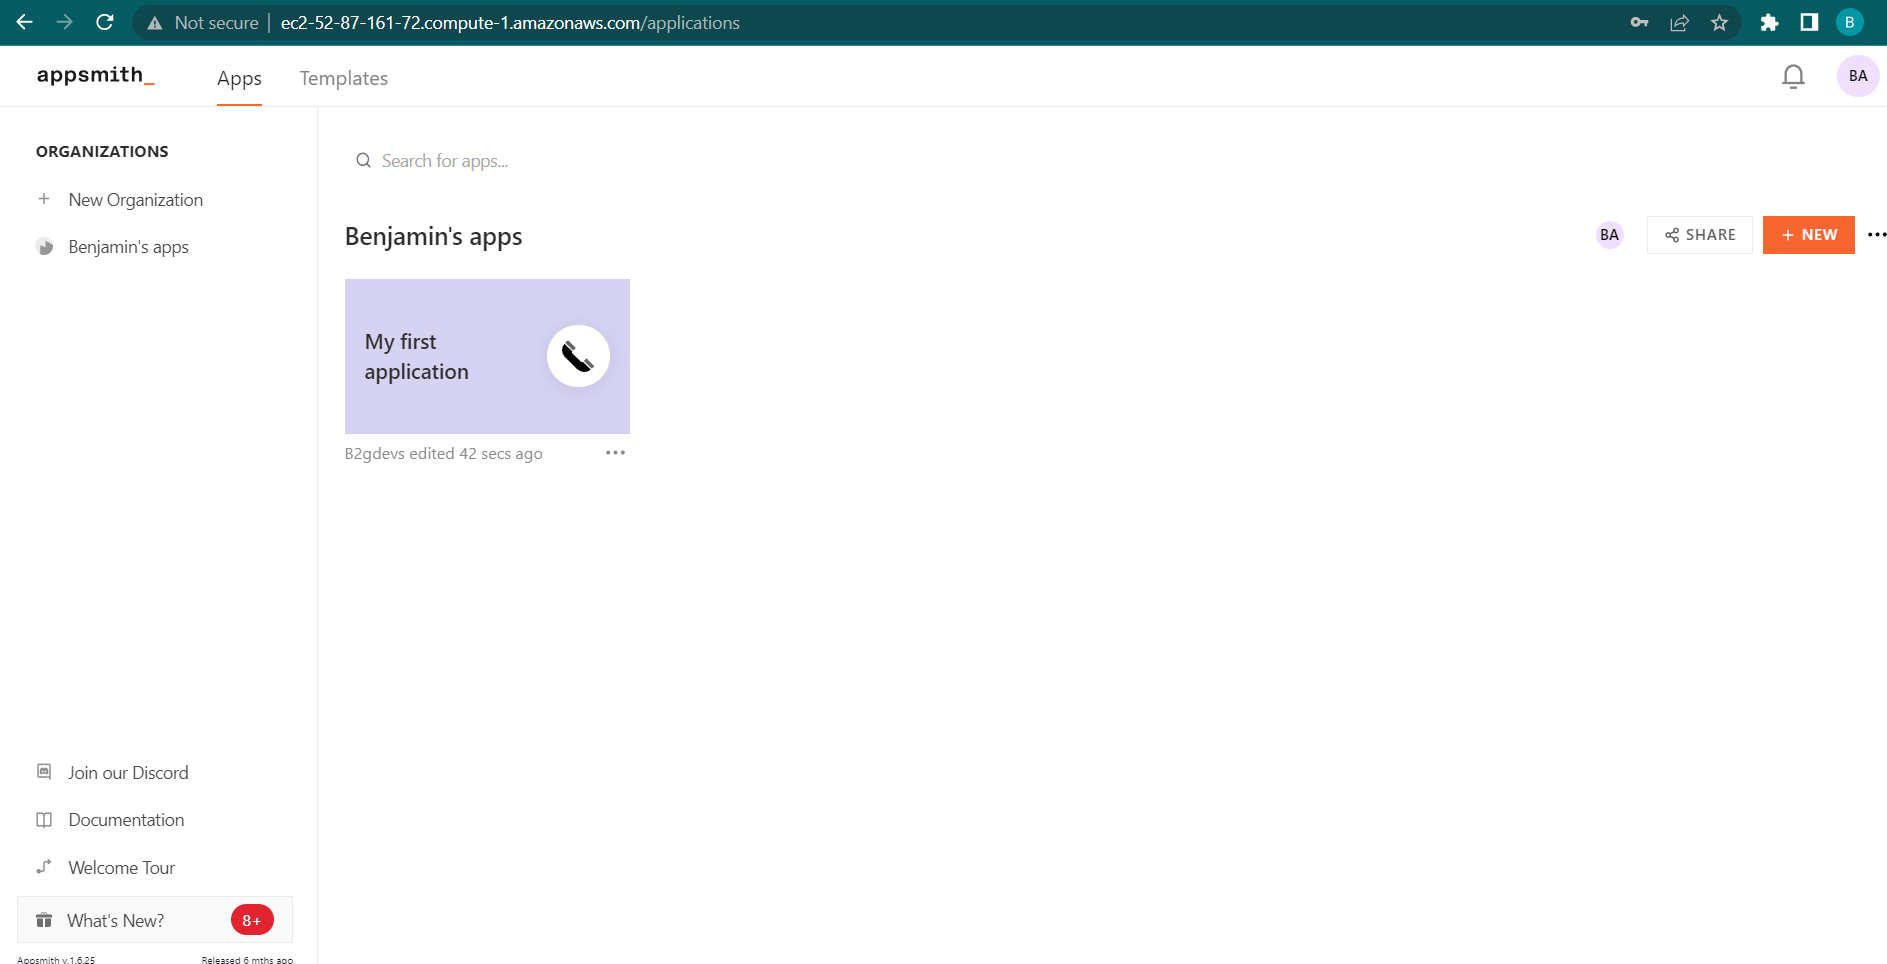 Not secure | ec2-52-87-161-72.compute-1.amazonaws.com/applications
B
appsmith_
Apps
Templates
BA
ORGANIZATIONS
New Organization
Benjamin's apps
Search for apps...
Benjamin's apps
BA
SHARE
+ NEW
My first
application
B2gdevs edited 42 secs ago
Join our Discord
Documentation
Welcome Tour
What's New?
8+
Appsmith v.1.6.25
Released 6 mths ago